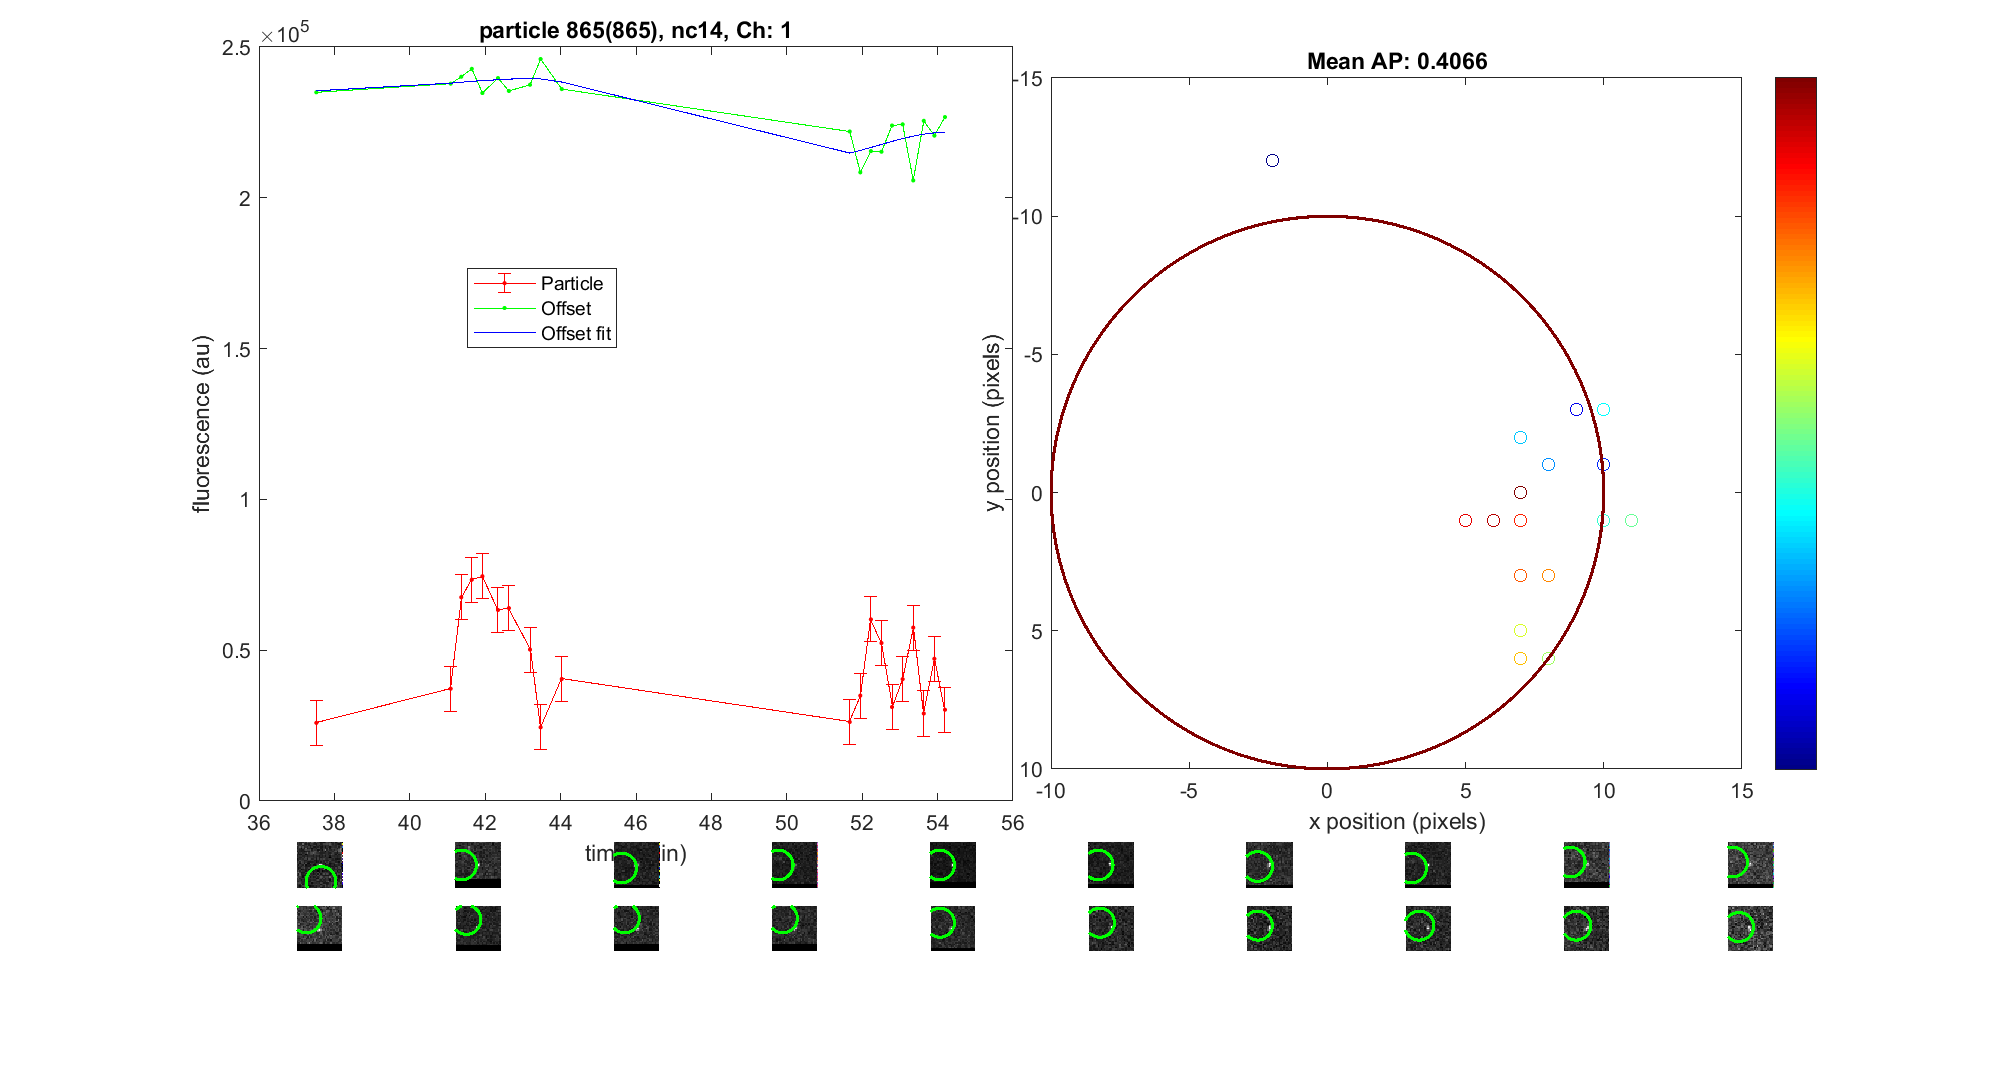 particle 865(865), nc14, Ch: 1
×10^5
2.5
2
1.5
1
0.5
0
fluorescence (au)
Particle
Offset
Offset fit
36 38 40 42 44 46 48 50 52 54 56
tim in)
Mean AP: 0.4066
-15
-10
-5
0
5
10
y position (pixels)
-10 -5 0 5 10 15
x position (pixels)